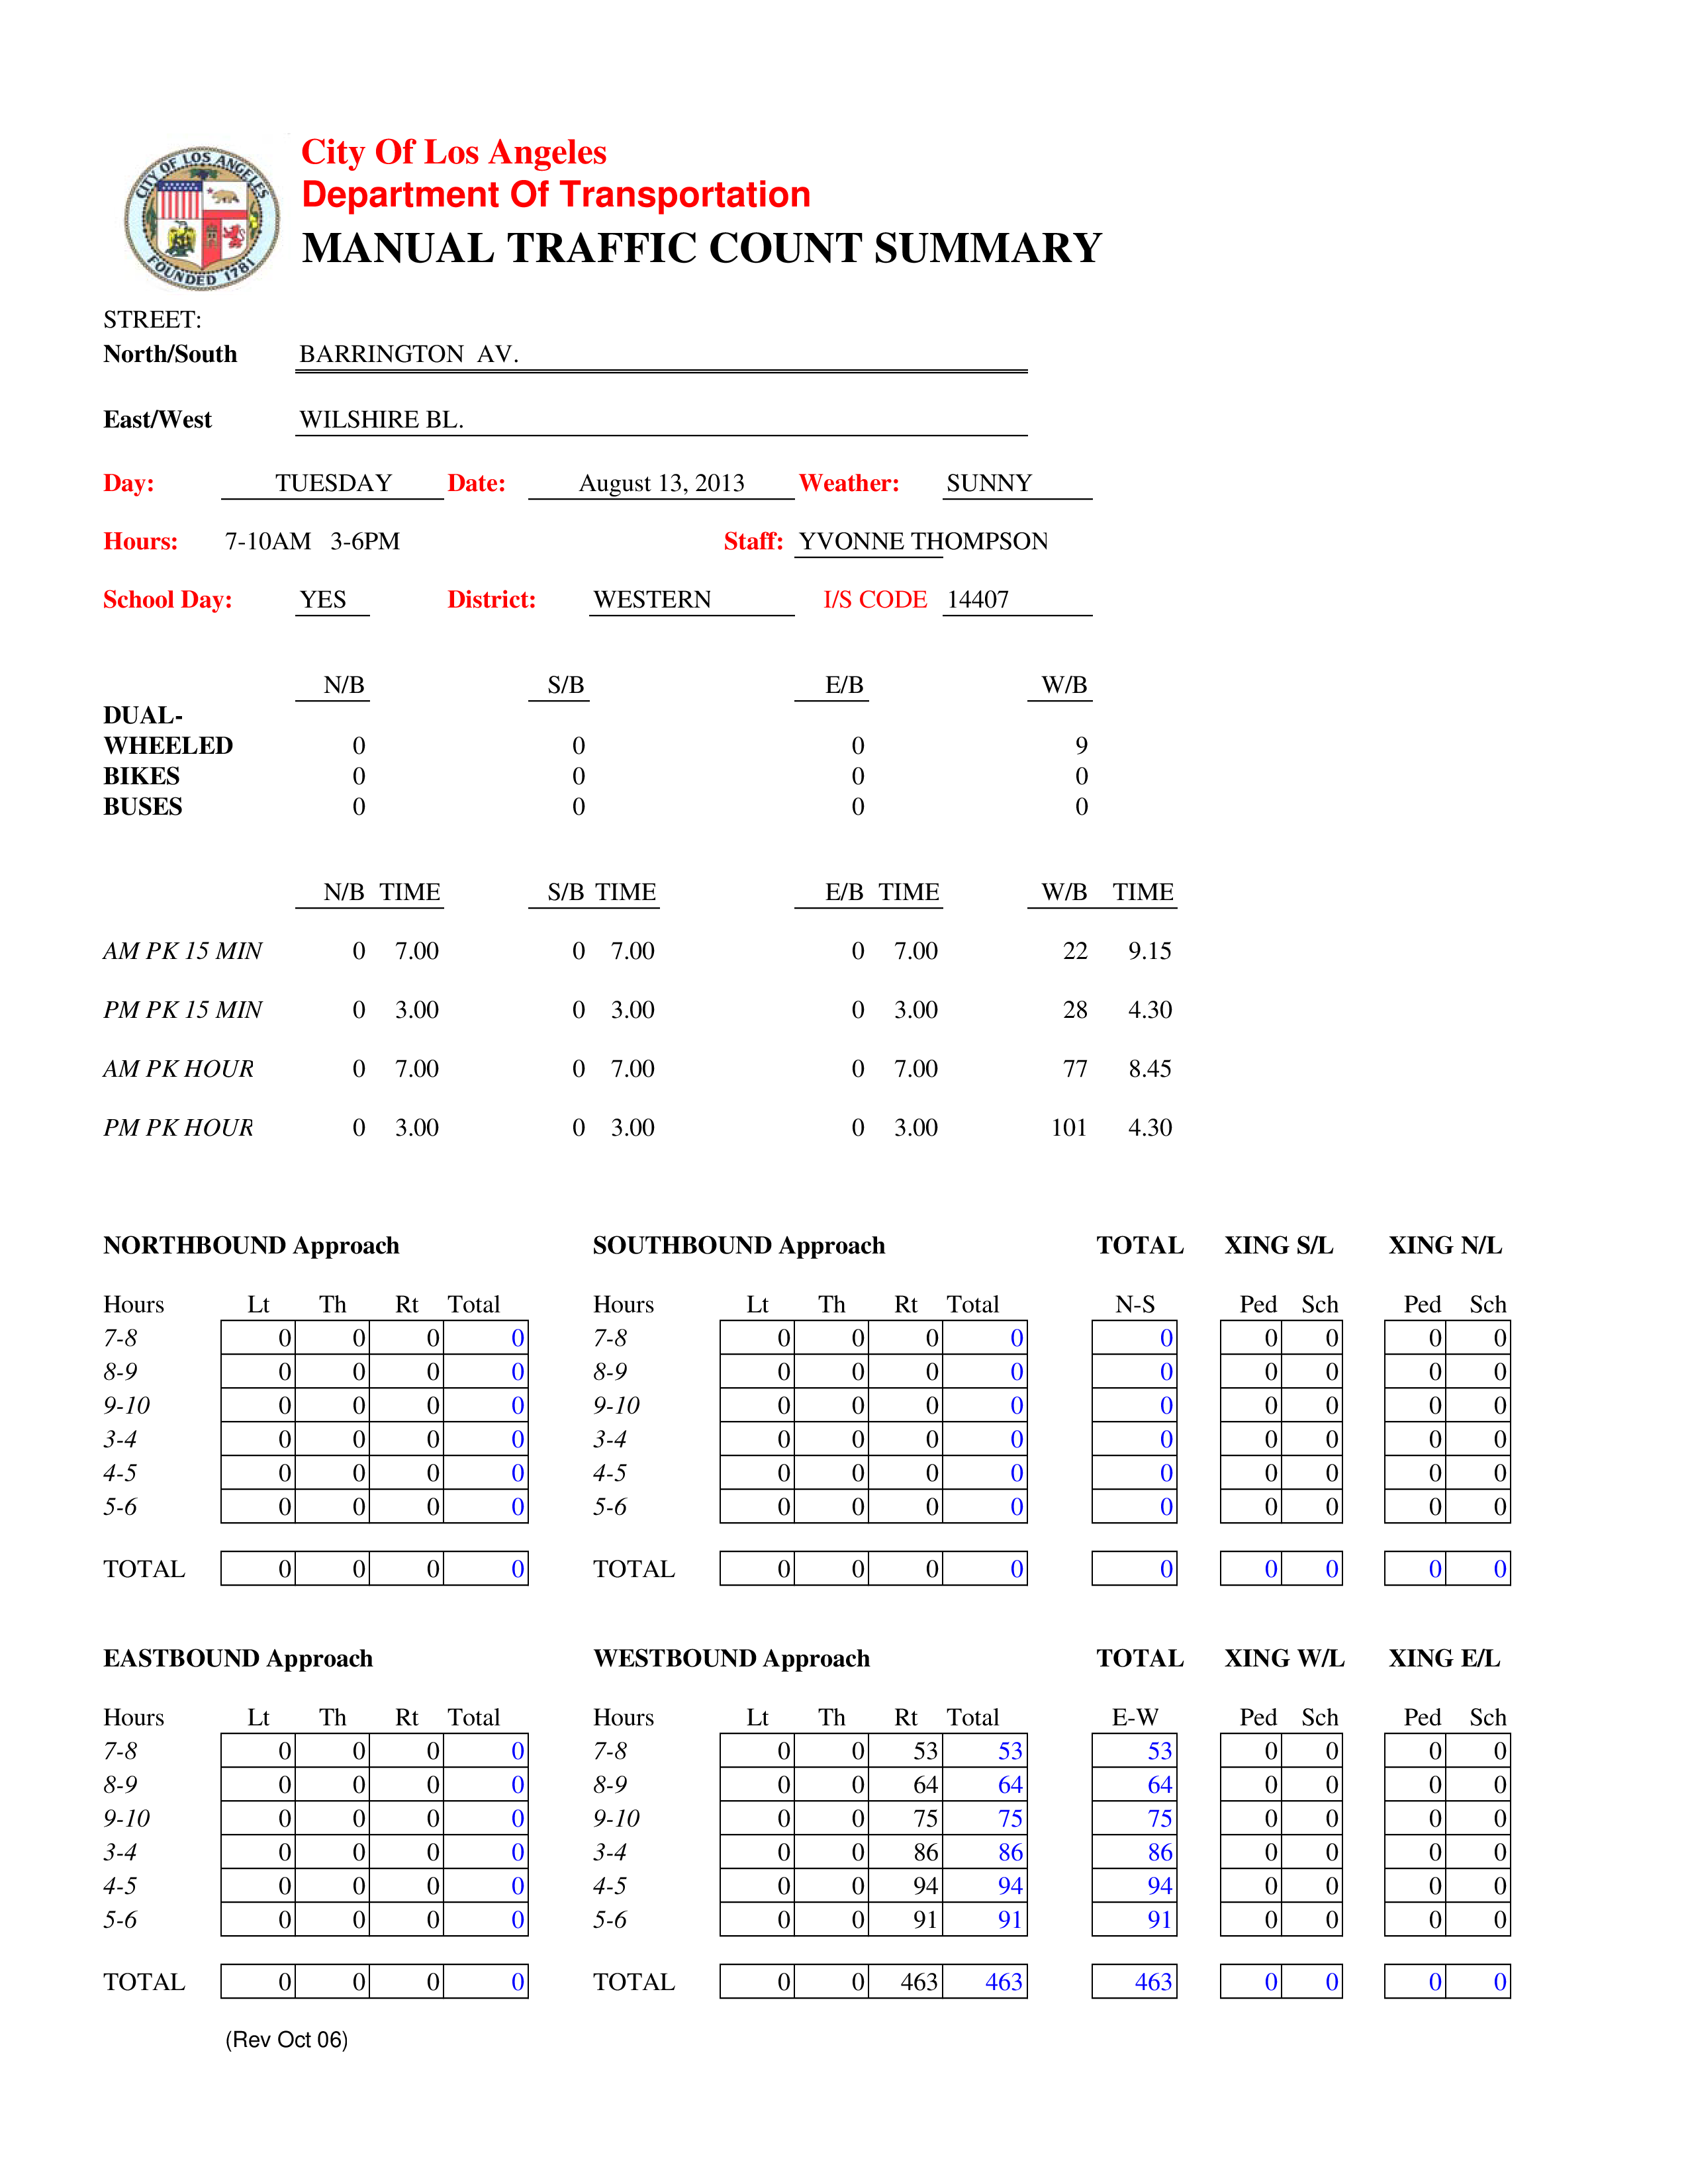 CITY OF LOS ANGELES
FOUNDED 1781
City Of Los Angeles
Department Of Transportation
MANUAL TRAFFIC COUNT SUMMARY
STREET:
North/South BARRINGTON AV.
East/West WILSHIRE BL.
Day: TUESDAY Date: August 13, 2013 Weather: SUNNY
Hours: 7-10AM 3-6PM Staff: YVONNE THOMPSON
School Day: YES District: WESTERN I/S CODE 14407
N/B S/B E/B W/B
DUAL-
WHEELED 0 0 0 9
BIKES 0 0 0 0
BUSES 0 0 0 0
N/B TIME S/B TIME E/B TIME W/B TIME
AM PK 15 MIN 0 7.00 0 7.00 0 7.00 22 9.15
PM PK 15 MIN 0 3.00 0 3.00 0 3.00 28 4.30
AM PK HOUR 0 7.00 0 7.00 0 7.00 77 8.45
PM PK HOUR 0 3.00 0 3.00 0 3.00 101 4.30
NORTHBOUND Approach SOUTHBOUND Approach TOTAL XING S/L XING N/L
Hours Lt Th Rt Total Hours Lt Th Rt Total N-S Ped Sch Ped Sch
7-8 0 0 0 0 7-8 0 0 0 0 0 0 0 0 0
8-9 0 0 0 0 8-9 0 0 0 0 0 0 0 0 0
9-10 0 0 0 0 9-10 0 0 0 0 0 0 0 0 0
3-4 0 0 0 0 3-4 0 0 0 0 0 0 0 0 0
4-5 0 0 0 0 4-5 0 0 0 0 0 0 0 0 0
5-6 0 0 0 0 5-6 0 0 0 0 0 0 0 0 0
TOTAL 0 0 0 0 TOTAL 0 0 0 0 0 0 0 0 0
EASTBOUND Approach WESTBOUND Approach TOTAL XING W/L XING E/L
Hours Lt Th Rt Total Hours Lt Th Rt Total E-W Ped Sch Ped Sch
7-8 0 0 0 0 7-8 0 0 53 53 53 0 0 0 0
8-9 0 0 0 0 8-9 0 0 64 64 64 0 0 0 0
9-10 0 0 0 0 9-10 0 0 75 75 75 0 0 0 0
3-4 0 0 0 0 3-4 0 0 86 86 86 0 0 0 0
4-5 0 0 0 0 4-5 0 0 94 94 94 0 0 0 0
5-6 0 0 0 0 5-6 0 0 91 91 91 0 0 0 0
TOTAL 0 0 0 0 TOTAL 0 0 463 463 463 0 0 0 0
(Rev Oct 06)